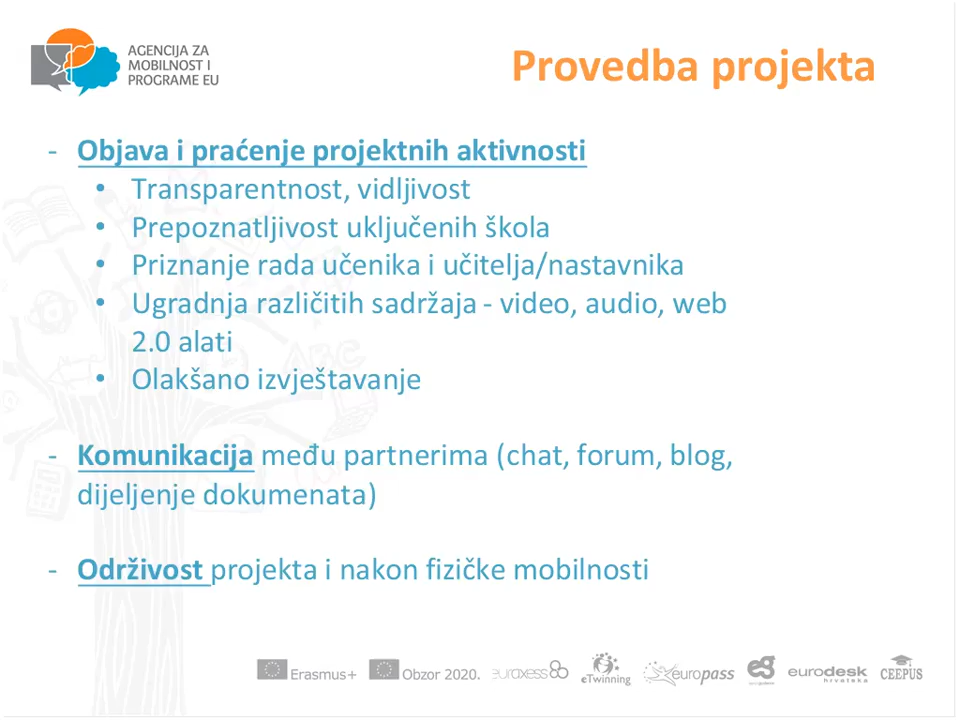 AGENCIJA ZA
MOBILNOST I
PROGRAME EU
Provedba projekta
- Objava i praćenje projektnih aktivnosti
• Transparentnost, vidljivost
• Prepoznatljivost uključenih škola
• Priznanje rada učenika i učitelja/nastavnika
• Ugradnja različitih sadržaja - video, audio, web
2.0 alati
• Olakšano izvještavanje
- Komunikacija među partnerima (chat, forum, blog,
dijeljenje dokumenata)
- Održivost projekta i nakon fizičke mobilnosti
Erasmus+ Obzor 2020. euraxess eTwinning europass eg eurodesk hrvatska CEEPUS